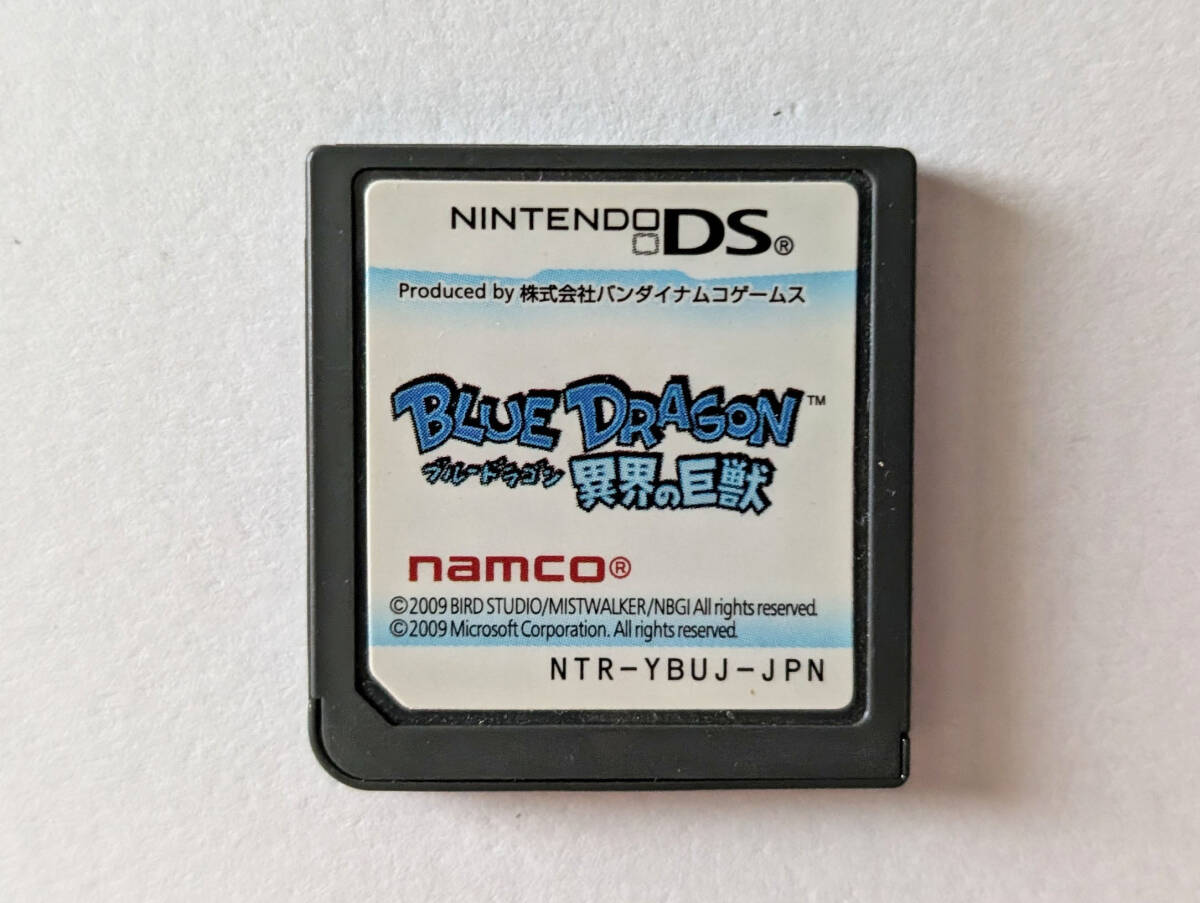 NINTENDO DS®
Produced by 株式会社バンダイナムコゲームス
BLUE DRAGON™
ブルードラゴン 異界の巨獣
namco®
©2009 BIRD STUDIO/MISTWALKER/NBGI All rights reserved.
©2009 Microsoft Corporation. All rights reserved.
NTR-YBUJ-JPN